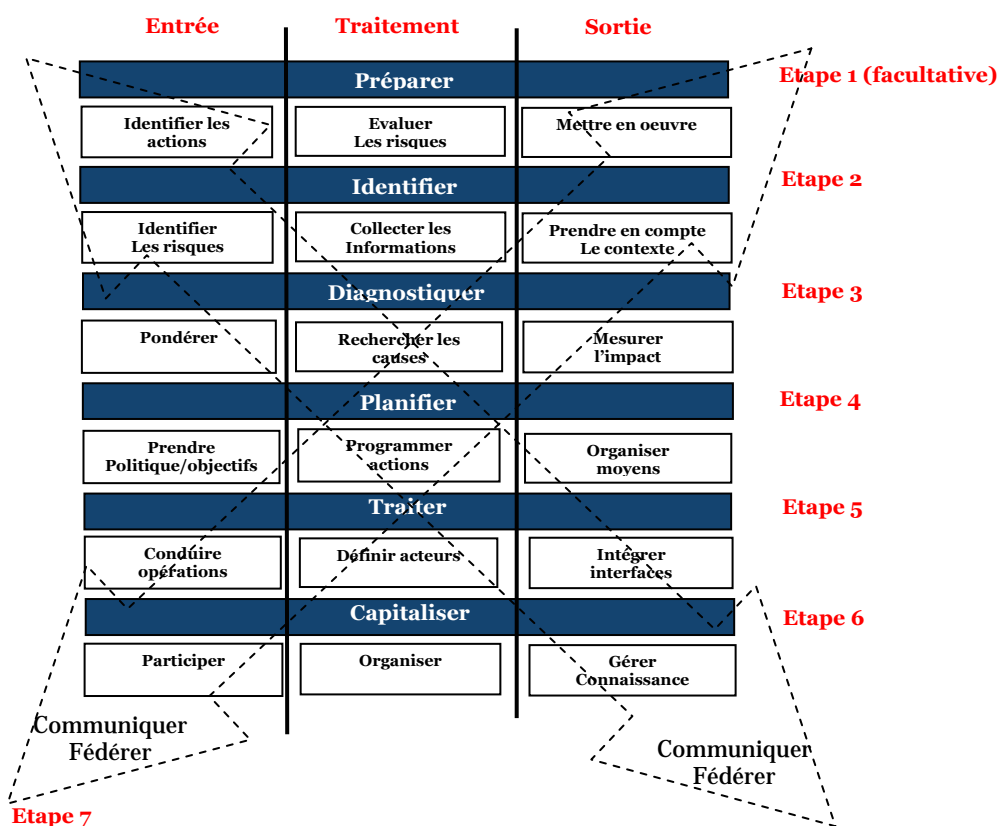 Entrée Traitement Sortie
Préparer
Etape 1 (facultative)
Identifier les
actions
Evaluer
Les risques
Mettre en oeuvre
Identifier
Etape 2
Identifier
Les risques
Collecter les
Informations
Prendre en compte
Le contexte
Diagnostiquer
Etape 3
Pondérer
Rechercher les
causes
Mesurer
l'impact
Planifier
Etape 4
Prendre
Politique/objectifs
Programmer
actions
Organiser
moyens
Traiter
Etape 5
Conduire
opérations
Définir acteurs
Intégrer
interfaces
Capitaliser
Etape 6
Participer
Organiser
Gérer
Connaissance
Communiquer
Fédérer
Communiquer
Fédérer
Etape 7